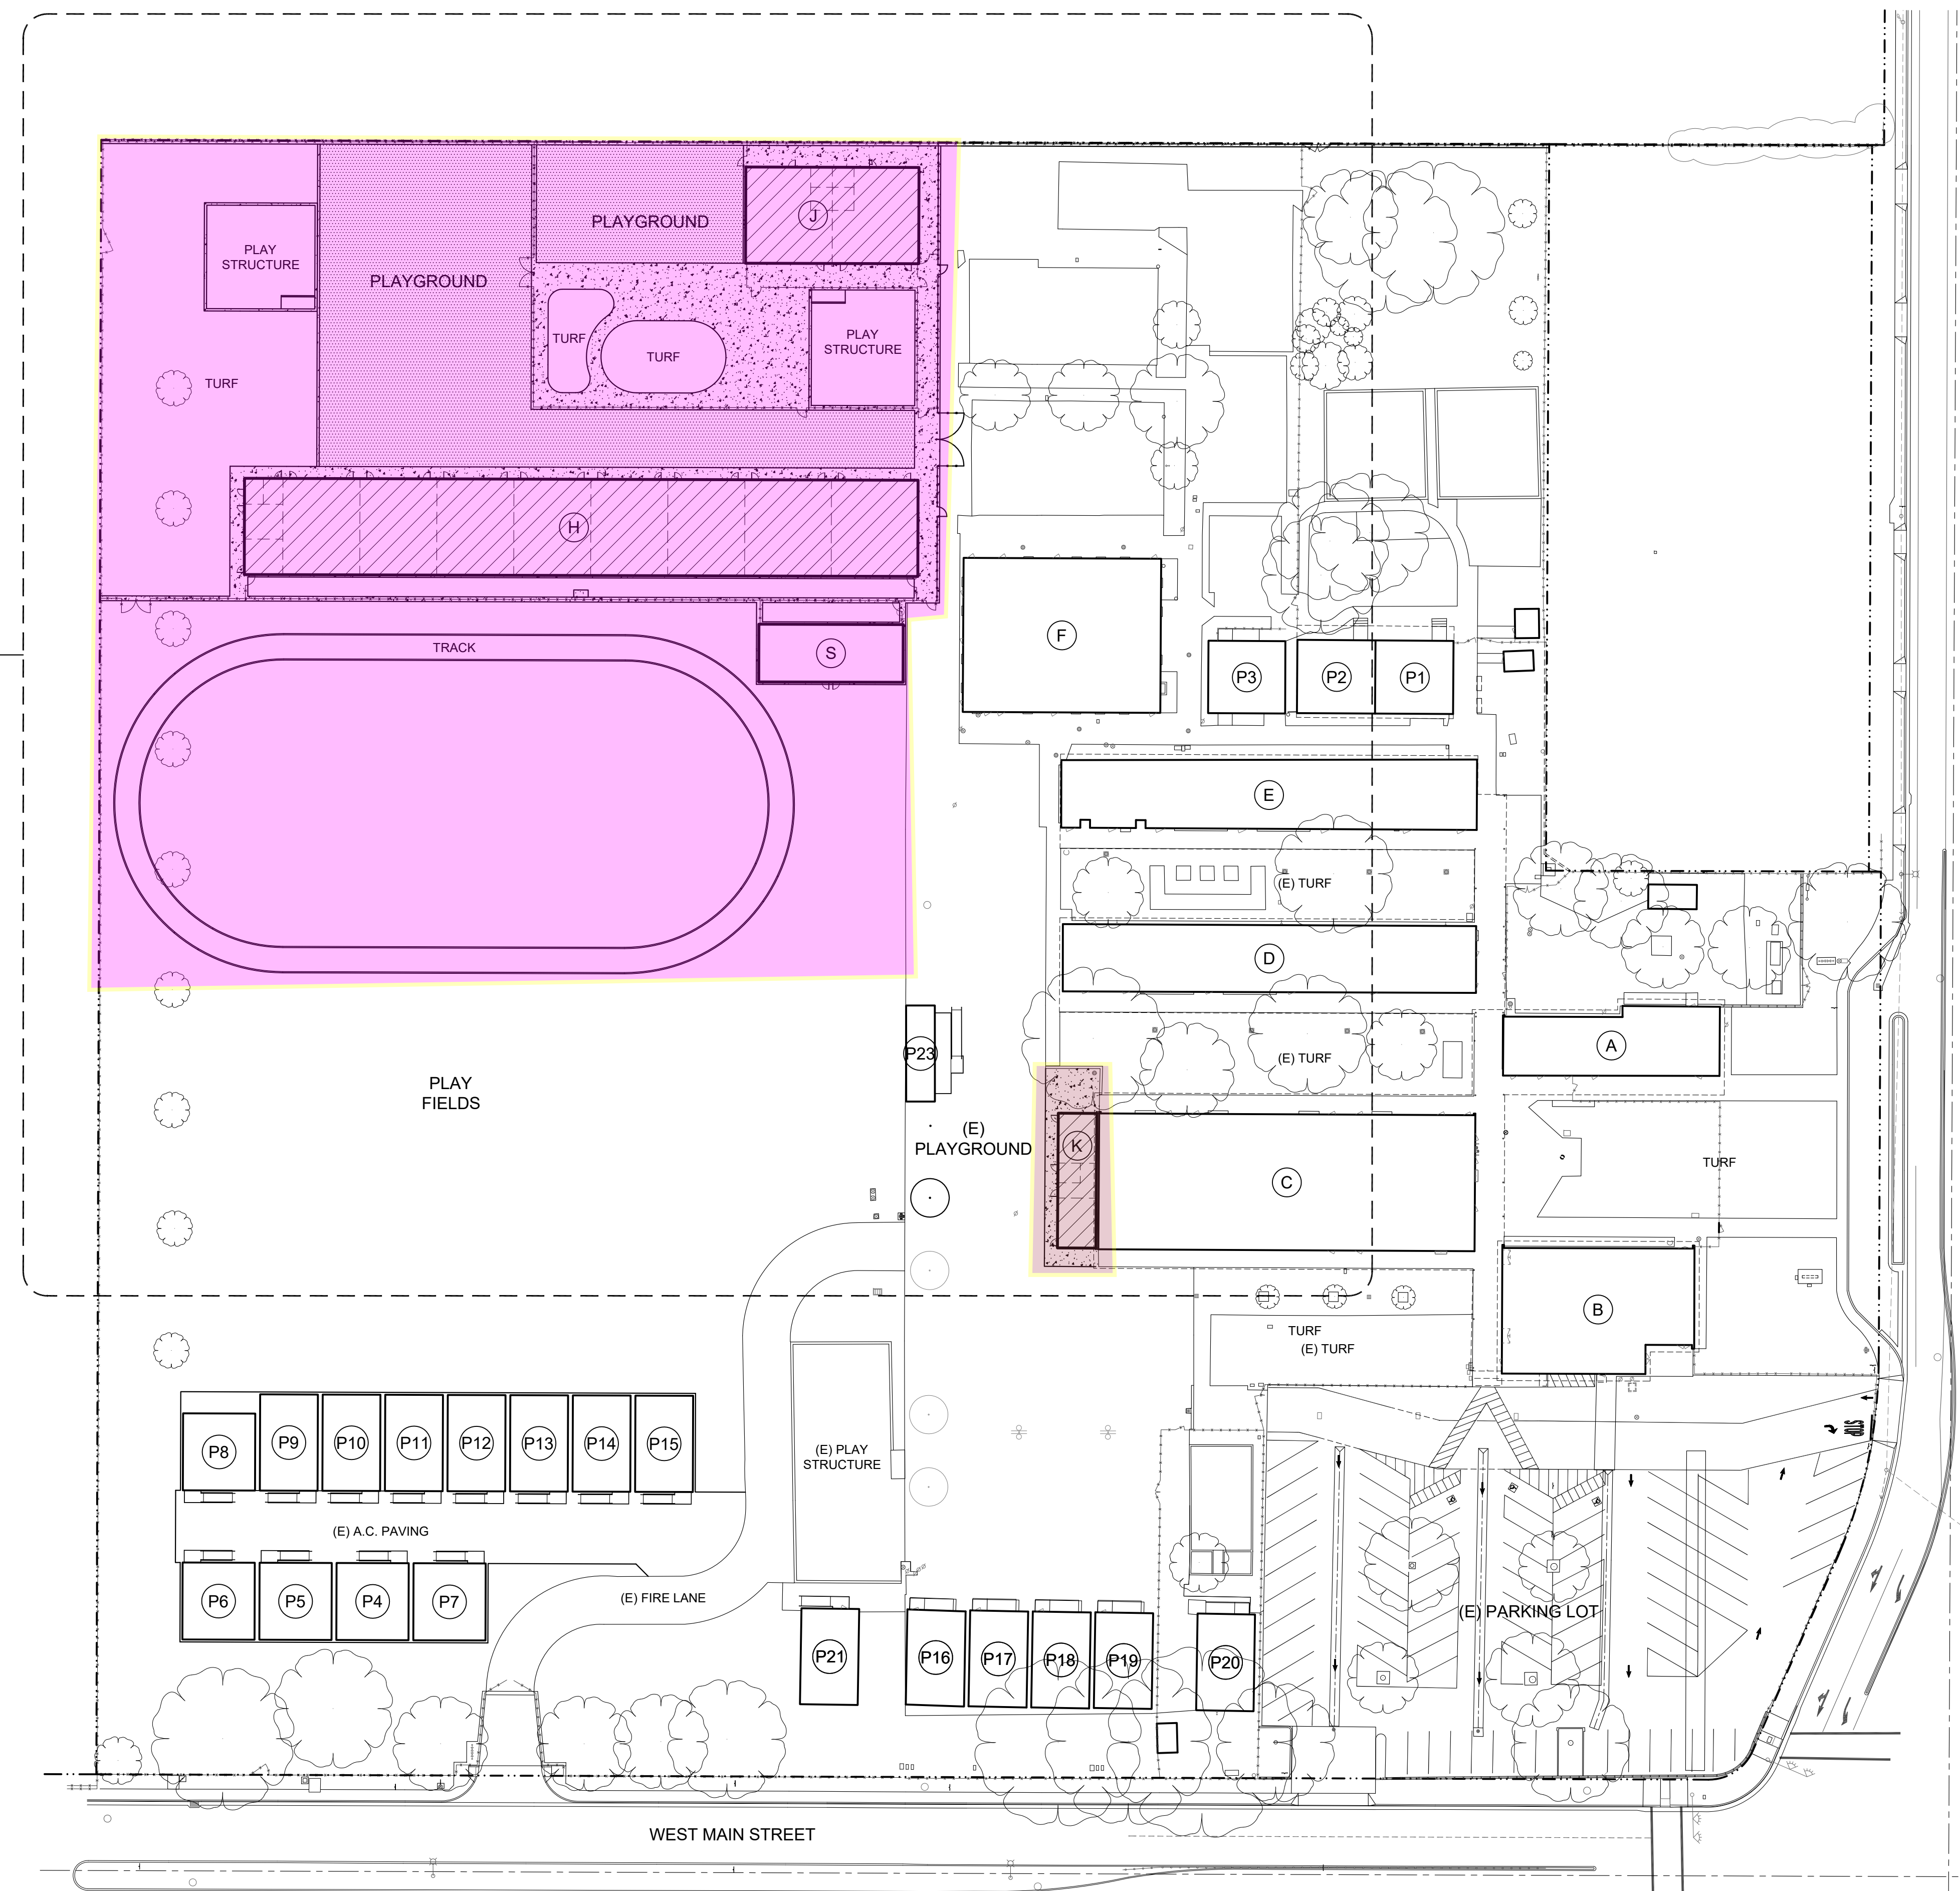 J
PLAYGROUND
PLAY
STRUCTURE
PLAYGROUND
TURF
TURF
PLAY
STRUCTURE
TURF
H
TRACK
S
F
P3
P2
P1
E
(E) TURF
D
A
P23
(E) TURF
PLAY
FIELDS
(E)
PLAYGROUND
K
C
TURF
B
TURF
(E) TURF
STOP
P8
P9
P10
P11
P12
P13
P14
P15
(E) PLAY
STRUCTURE
(E) A.C. PAVING
P6
P5
P4
P7
(E) FIRE LANE
(E) PARKING LOT
P21
P16
P17
P18
P19
P20
WEST MAIN STREET